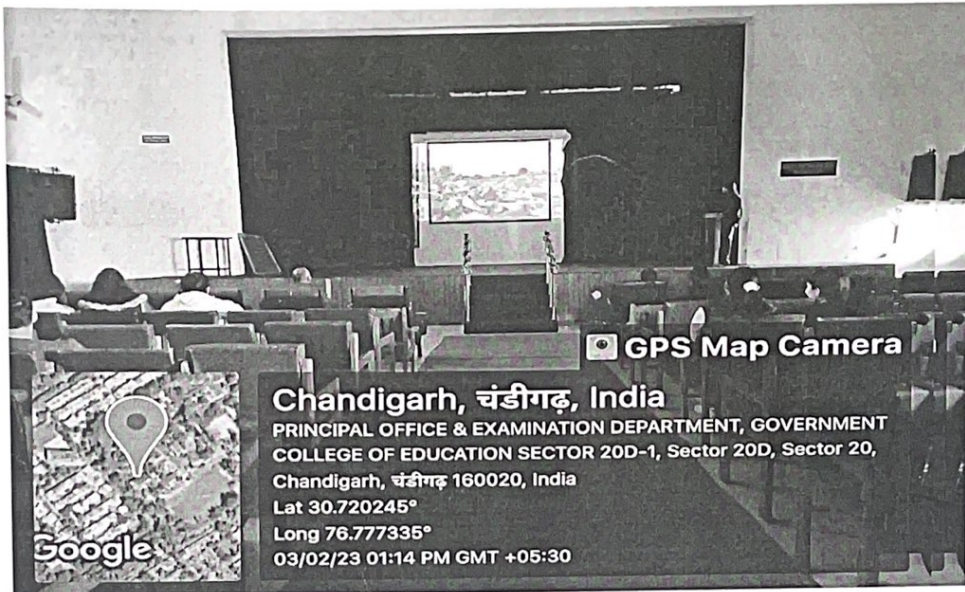 GPS Map Camera
Chandigarh, चंडीगढ़, India
PRINCIPAL OFFICE & EXAMINATION DEPARTMENT, GOVERNMENT
COLLEGE OF EDUCATION SECTOR 20D-1, Sector 20D, Sector 20,
Chandigarh, चंडीगढ़ 160020, India
Lat 30.720245°
Long 76.777335°
03/02/23 01:14 PM GMT +05:30
Google